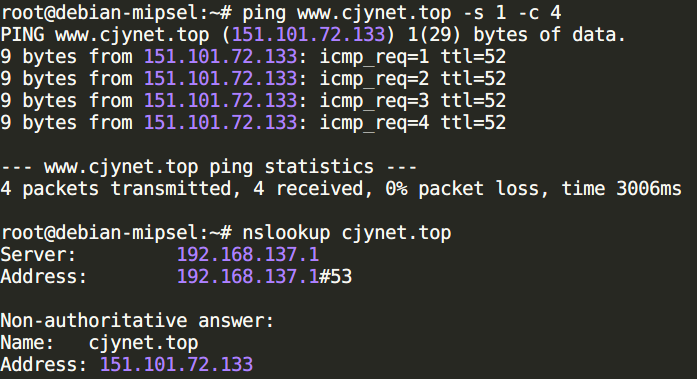 root@debian-mipsel:~# ping www.cjynet.top -s 1 -c 4
PING www.cjynet.top (151.101.72.133) 1(29) bytes of data.
9 bytes from 151.101.72.133: icmp_req=1 ttl=52
9 bytes from 151.101.72.133: icmp_req=2 ttl=52
9 bytes from 151.101.72.133: icmp_req=3 ttl=52
9 bytes from 151.101.72.133: icmp_req=4 ttl=52
--- www.cjynet.top ping statistics ---
4 packets transmitted, 4 received, 0% packet loss, time 3006ms
root@debian-mipsel:~# nslookup cjynet.top
Server: 192.168.137.1
Address: 192.168.137.1#53
Non-authoritative answer:
Name: cjynet.top
Address: 151.101.72.133